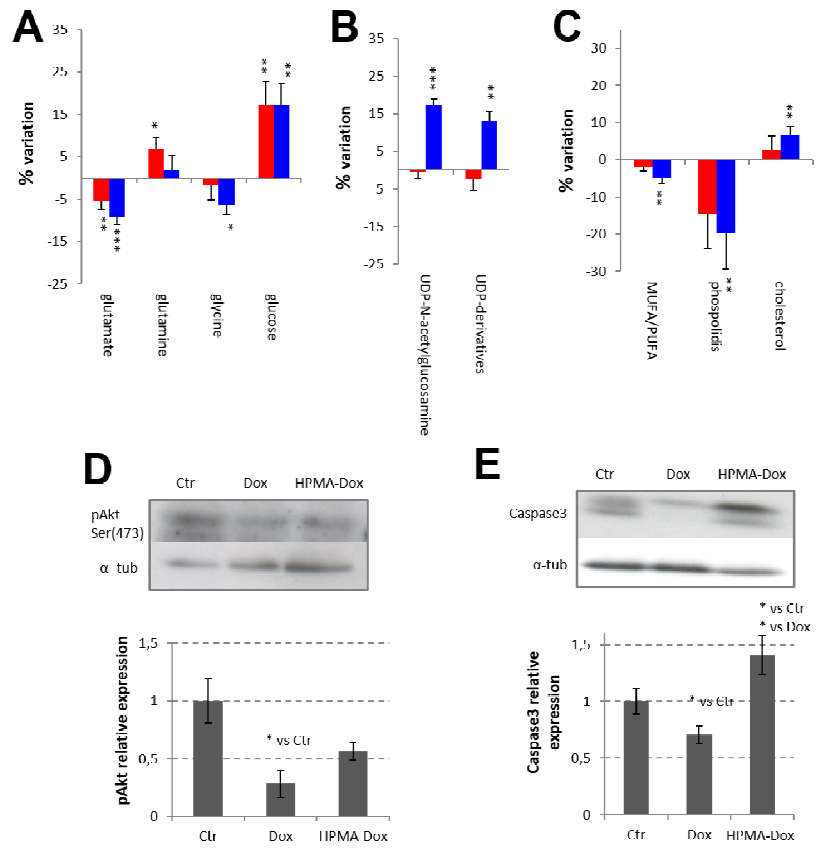 A
35
25
15
5
-5
-15
-25
% variation
**
***
*
*
**
**
glutamate
glutamine
glycine
glucose
B
35
25
15
5
5
-15
-25
% variation
***
**
UDP-N-acetylglucosamine
UDP-derivatives
C
30
20
10
0
-10
-20
-30
% variation
**
**
**
MUFA/PUFA
phospolidis
cholesterol
D
Ctr
Dox
HPMA-Dox
pAkt
Ser(473)
α tub
1,5
1
0,5
0
pAkt relative expression
* vs Ctr
Ctr
Dox
HPMA Dox
E
Ctr
Dox
HPMA-Dox
Caspase3
α-tub
* vs Ctr
* vs Dox
1,5
1
0,5
0
Caspase3 relative
expression
* vs Ctr
Ctr
Dox
HPMA-Dox